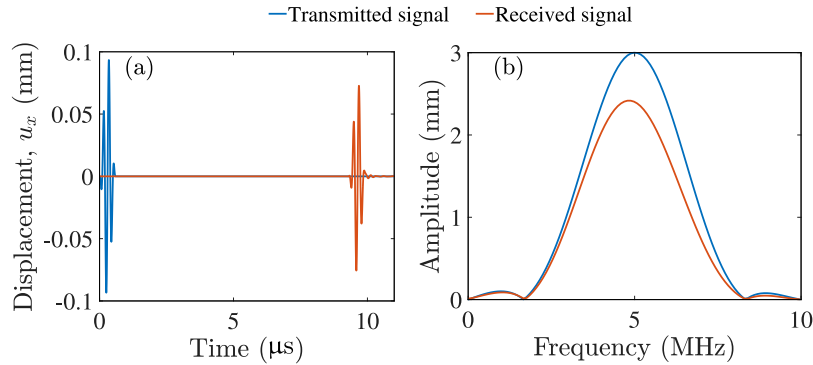 Transmitted signal
Received signal
(a)
Displacement, uₓ (mm)
0.1
0.05
0
-0.05
-0.1
0
5
10
Time (μs)
(b)
Amplitude (mm)
3
2
1
0
0
5
10
Frequency (MHz)